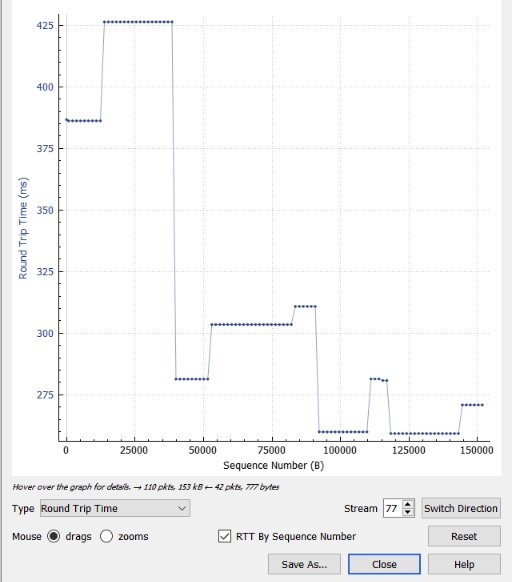 425
400
375
350
325
300
275
Round Trip Time (ms)
0 25000 50000 75000 100000 125000 150000
Sequence Number (B)
Hover over the graph for details. → 110 pkts, 153 kB ← 42 pkts, 777 bytes
Type Round Trip Time Stream 77 Switch Direction
Mouse drags zooms RTT By Sequence Number Reset
Save As... Close Help